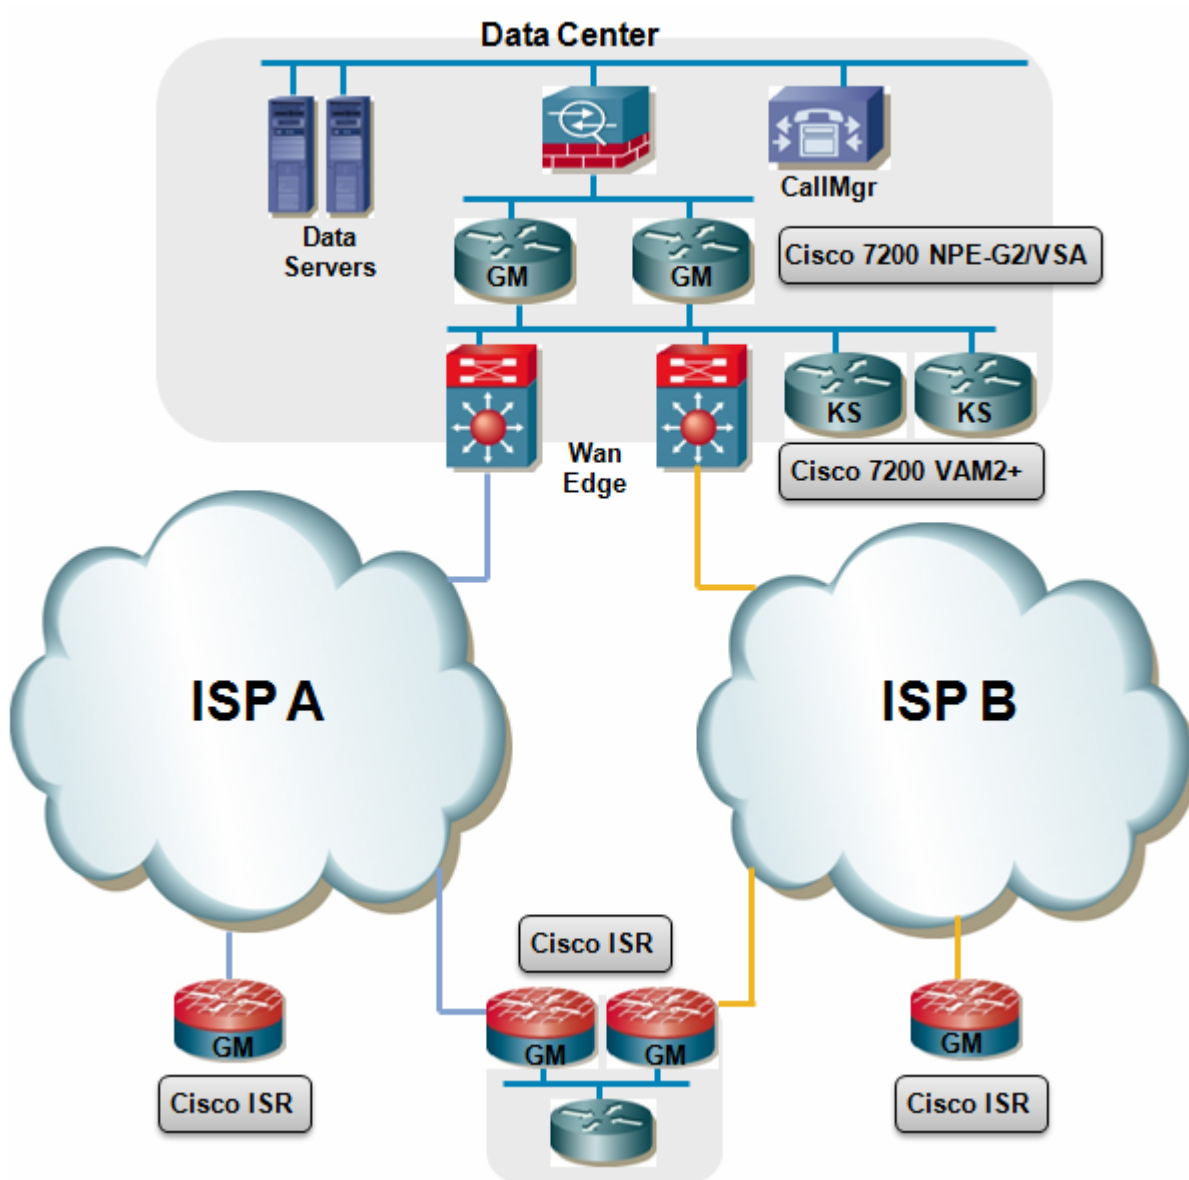 Data Center
CallMgr
Data
Servers
GM
GM
Cisco 7200 NPE-G2/VSA
KS
KS
Wan
Edge
Cisco 7200 VAM2+
ISP A
ISP B
Cisco ISR
GM
GM
GM
GM
Cisco ISR
Cisco ISR